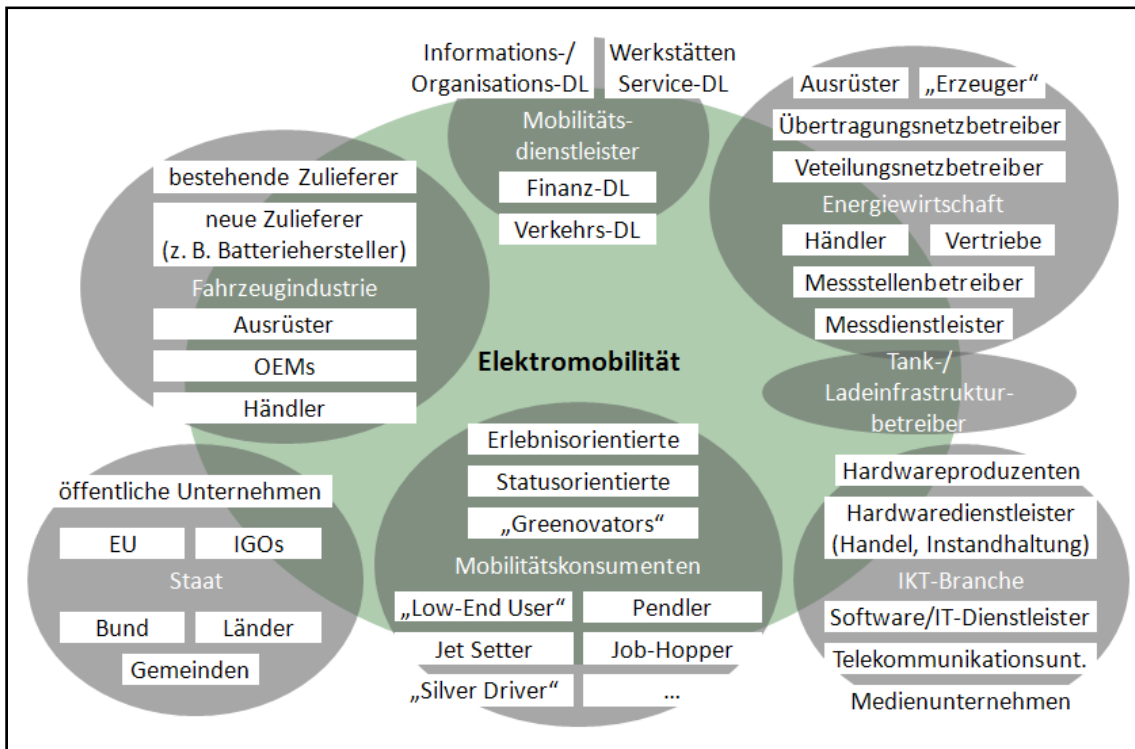 Informations-/
Organisations-DL
Werkstätten
Service-DL
Mobilitäts-
dienstleister
Finanz-DL
Verkehrs-DL
Ausrüster
„Erzeuger“
Übertragungsnetzbetreiber
Veteilungsnetzbetreiber
Energiewirtschaft
Händler
Vertriebe
Messstellenbetreiber
Messdienstleister
bestehende Zulieferer
neue Zulieferer
(z. B. Batteriehersteller)
Fahrzeugindustrie
Ausrüster
OEMs
Händler
Elektromobilität
Tank-/
Ladeinfrastruktur-
betreiber
öffentliche Unternehmen
EU
IGOs
Staat
Bund
Länder
Gemeinden
Erlebnisorientierte
Statusorientierte
„Greenovators“
Mobilitätskonsumenten
„Low-End User“
Pendler
Jet Setter
Job-Hopper
„Silver Driver“
...
Hardwareproduzenten
Hardwaredienstleister
(Handel, Instandhaltung)
IKT-Branche
Software/IT-Dienstleister
Telekommunikationsunt.
Medienunternehmen